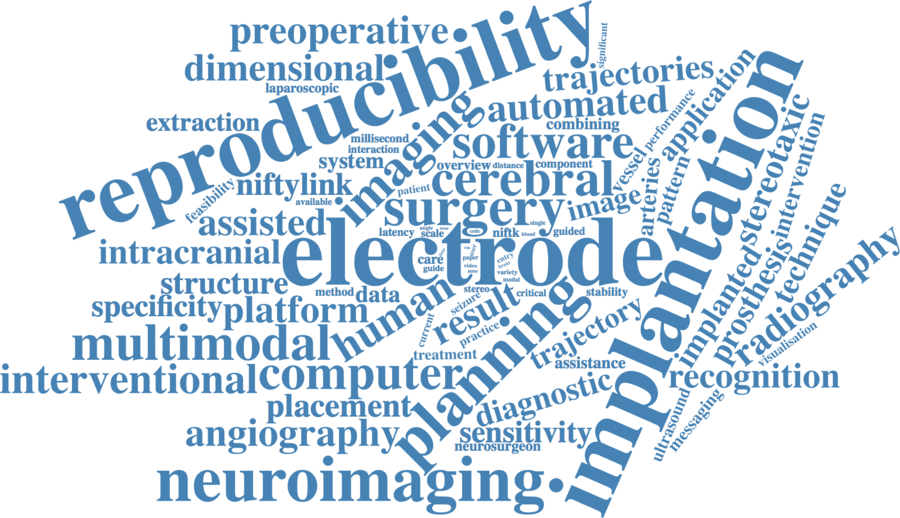 preoperative
significant
reproducibility
dimensional
laparoscopic
trajectories
application
implantation
automated
extraction
combining
performance
millisecond
interaction
imaging
software
stereotaxic
system
overview
distance
component
vessel
intervention
feasibility
niftylink
patient
cerebral
arteries
pattern
available
surgery
image
assisted
latency
angle
scale
area
code
niftk
single
blood
guided
intracranial
electrode
care
guide
paper
video
entry
brain
variety
modal
technique
structure
method
data
stereo
critical
stability
implanted
prosthesis
radiography
specificity
platform
human
current
seizure
result
practice
planning
trajectory
visualisation
multimodal
treatment
assistance
interventional
computer
recognition
placement
diagnostic
ultrasound
messaging
angiography
sensitivity
neurosurgeon
neuroimaging